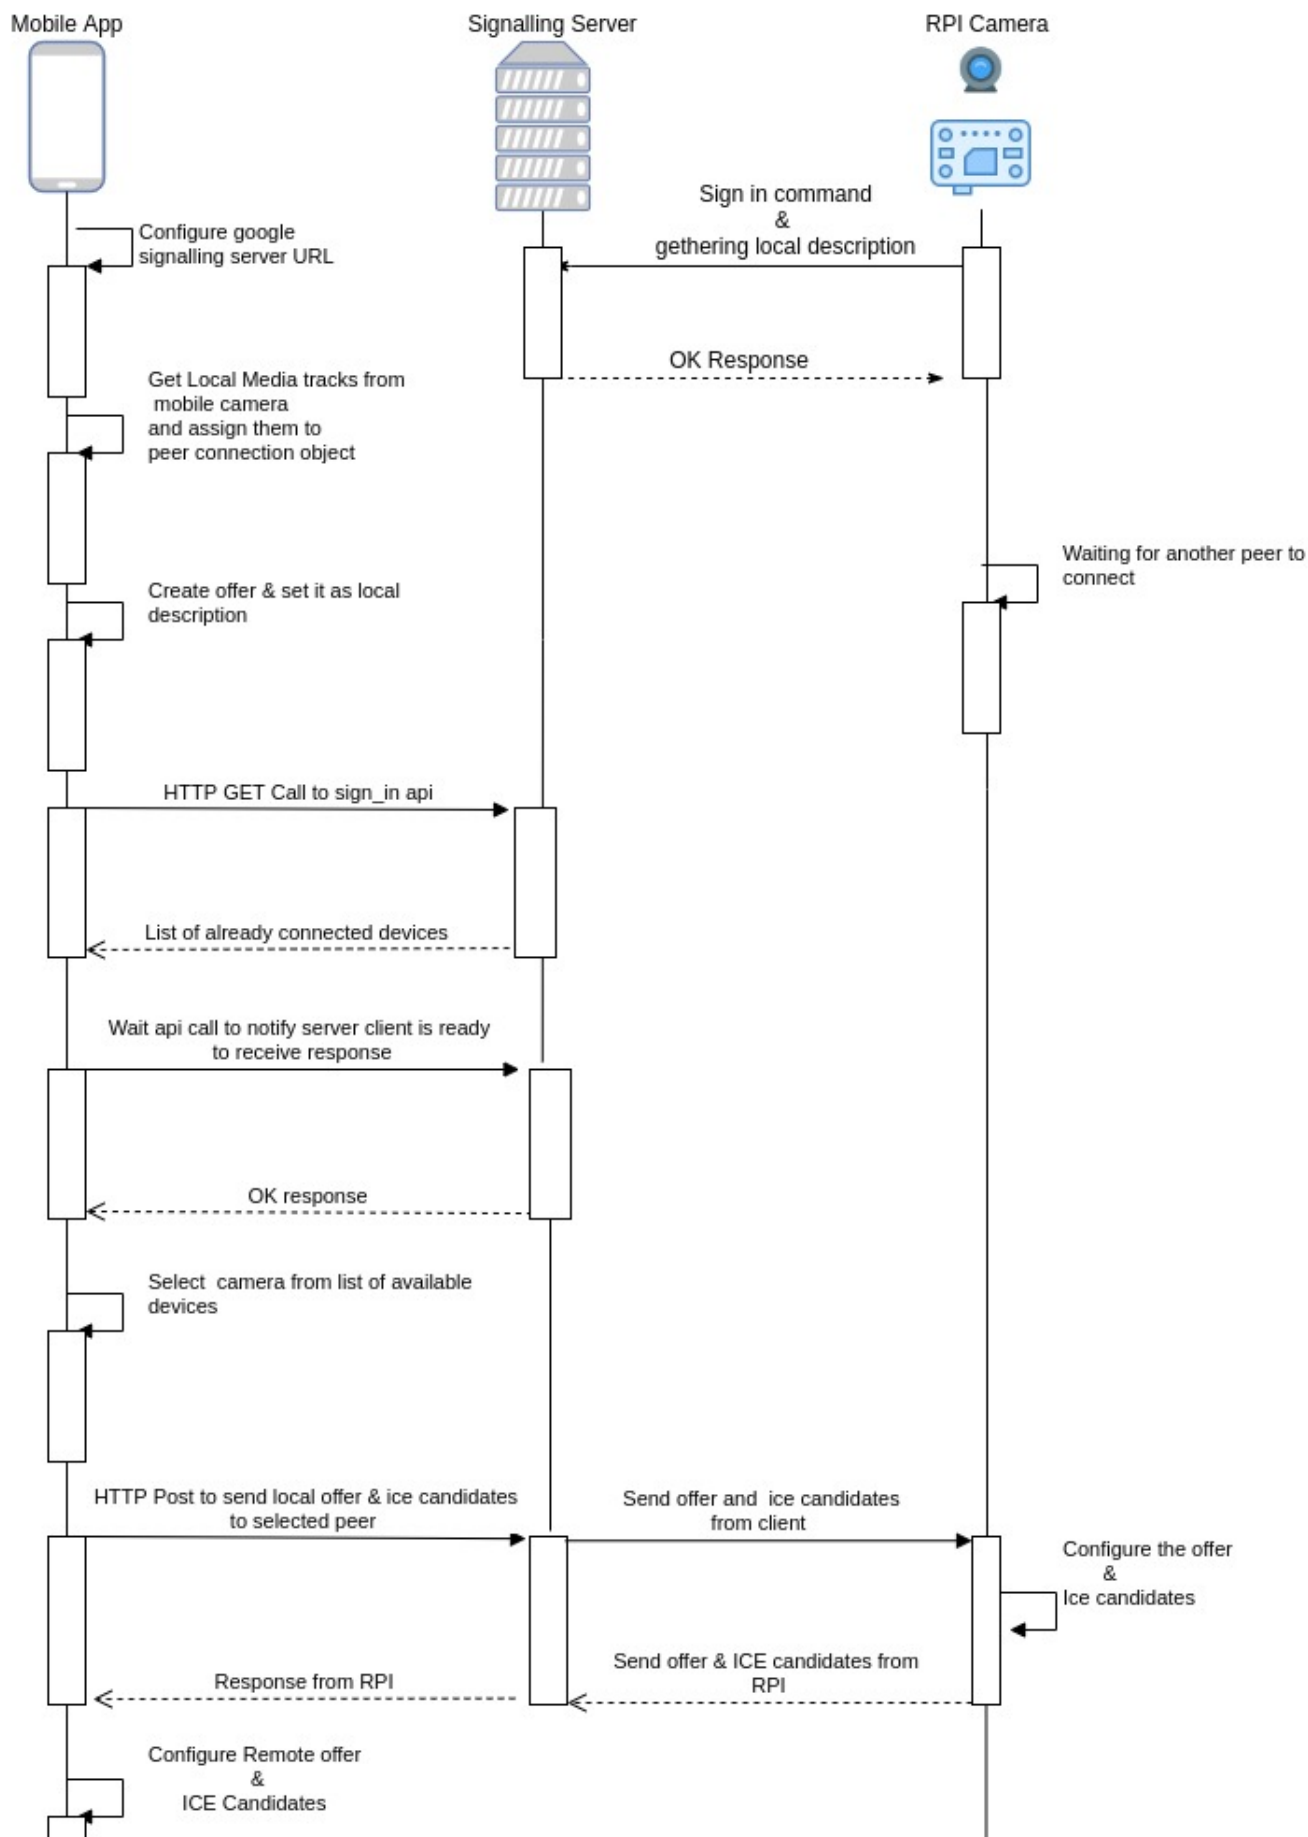 Mobile App
Signalling Server
RPI Camera
Sign in command
&
gethering local description
Configure google
signalling server URL
OK Response
Get Local Media tracks from
mobile camera
and assign them to
peer connection object
Waiting for another peer to
connect
Create offer & set it as local
description
HTTP GET Call to sign_in api
List of already connected devices
Wait api call to notify server client is ready
to receive response
OK response
Select camera from list of available
devices
HTTP Post to send local offer & ice candidates
to selected peer
Send offer and ice candidates
from client
Configure the offer
&
Ice candidates
Send offer & ICE candidates from
RPI
Response from RPI
Configure Remote offer
&
ICE Candidates